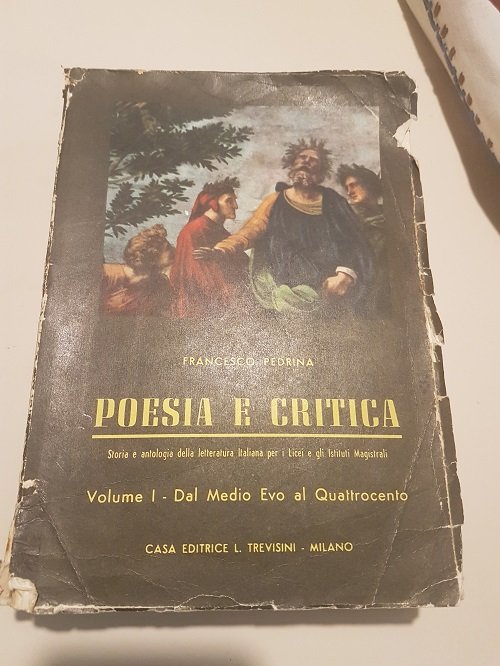 FRANCESCO PEDRINA
POESIA E CRITICA
Storia e antologia della letteratura Italiana per i Licei e gli Istituti Magistrali
Volume I - Dal Medio Evo al Quattrocento
CASA EDITRICE L. TREVISINI - MILANO